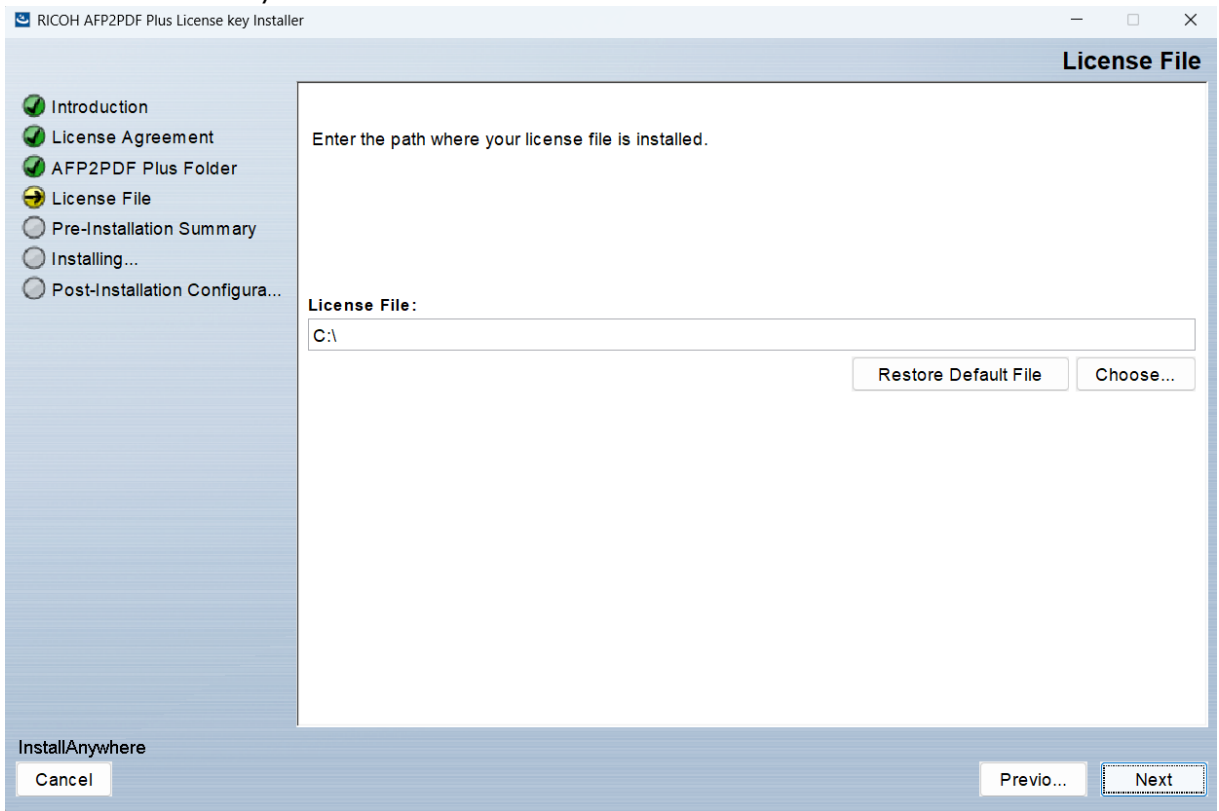 RICOH AFP2PDF Plus License key Installer
License File
Introduction
License Agreement
AFP2PDF Plus Folder
License File
Pre-Installation Summary
Installing...
Post-Installation Configura...
Enter the path where your license file is installed.
License File:
C:\
Restore Default File
Choose...
InstallAnywhere
Cancel
Previo...
Next